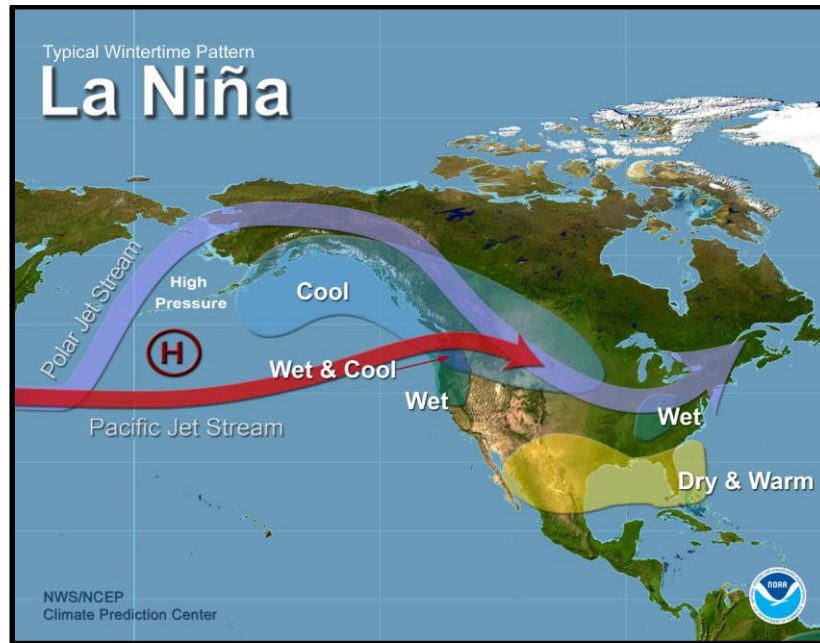 Typical Wintertime Pattern
La Niña
Polar Jet Stream
High
Pressure
H
Cool
Wet & Cool
Wet
Pacific Jet Stream
Wet
Dry & Warm
NWS/NCEP
Climate Prediction Center
NOAA